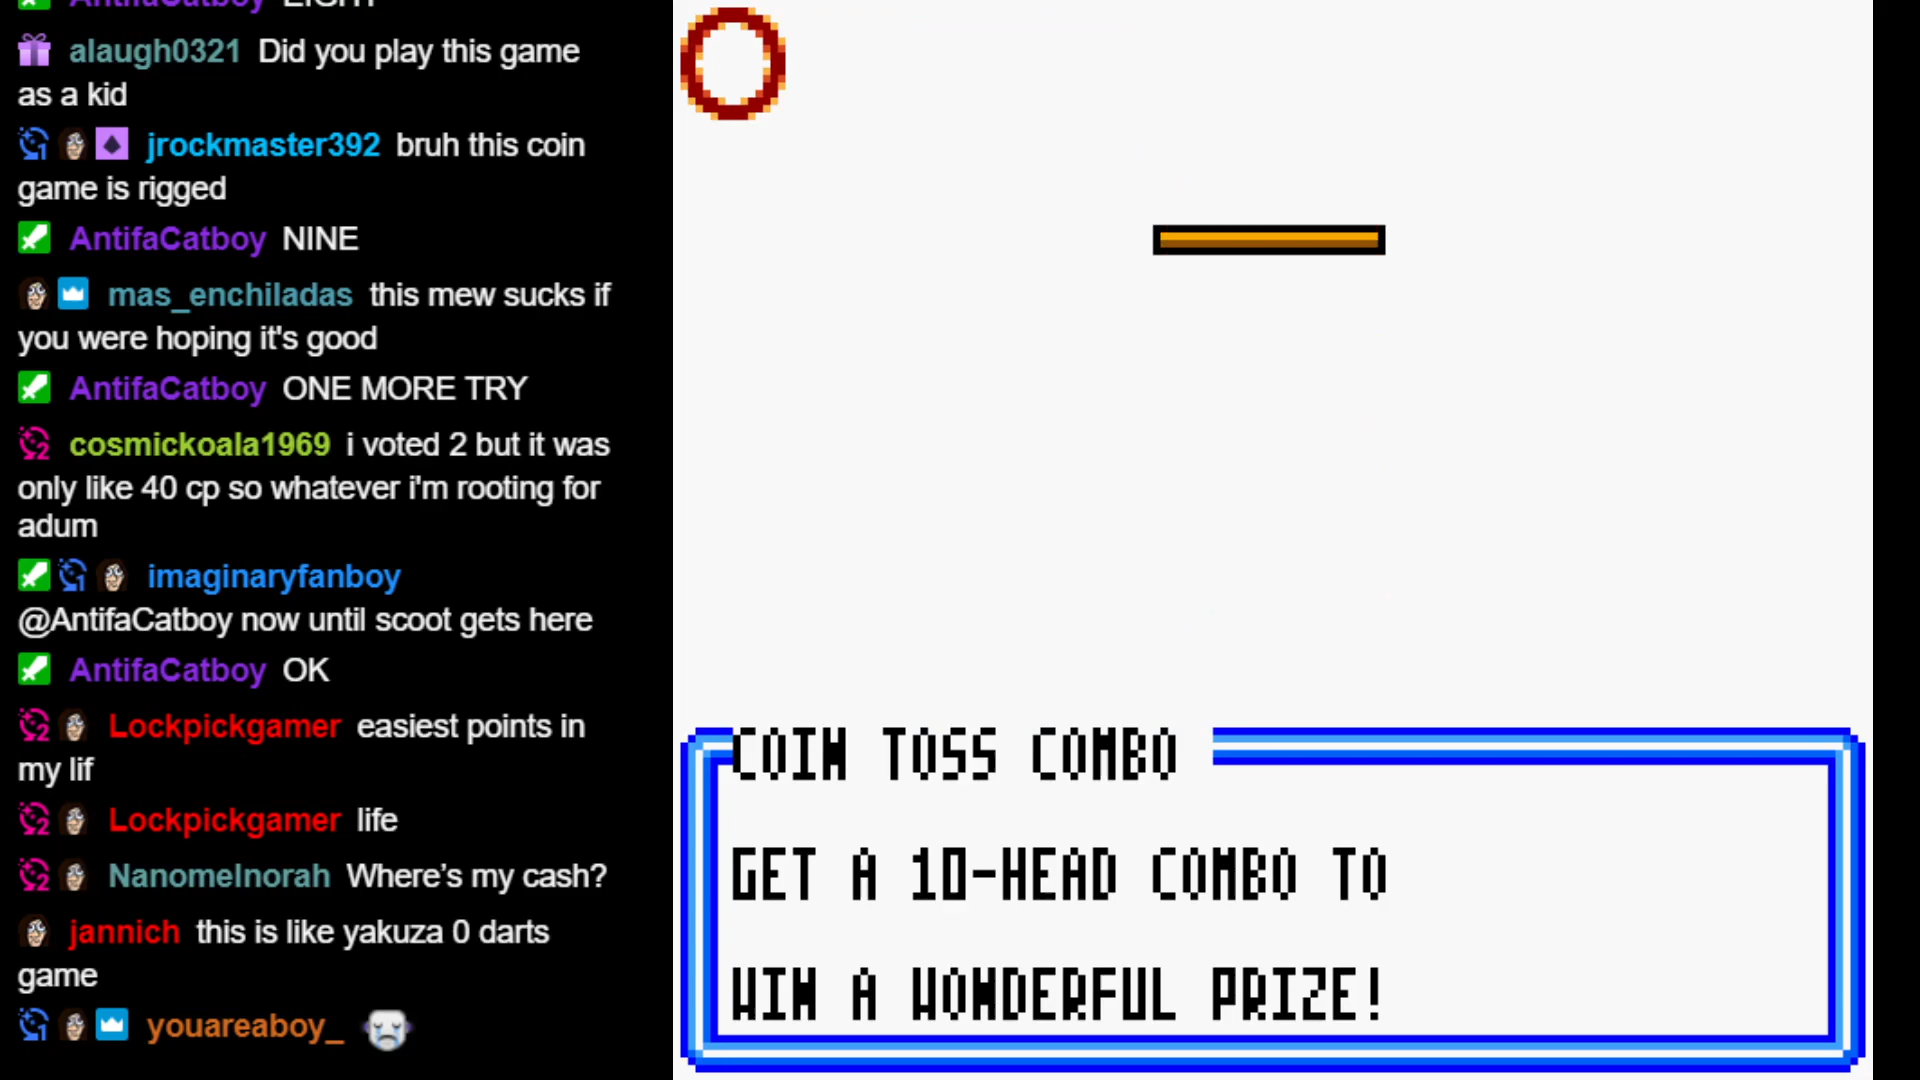 AntifaCatboy EIGHT
alaugh0321 Did you play this game
as a kid
jrockmaster392 bruh this coin
game is rigged
AntifaCatboy NINE
mas_enchiladas this mew sucks if
you were hoping it's good
AntifaCatboy ONE MORE TRY
cosmickoala1969 i voted 2 but it was
only like 40 cp so whatever i'm rooting for
adum
imaginaryfanboy
@AntifaCatboy now until scoot gets here
AntifaCatboy OK
Lockpickgamer easiest points in
my lif
Lockpickgamer life
NanomeInorah Where's my cash?
jannich this is like yakuza 0 darts
game
youareaboy_
COIN TOSS COMBO
GET A 10-HEAD COMBO TO
WIN A WONDERFUL PRIZE!